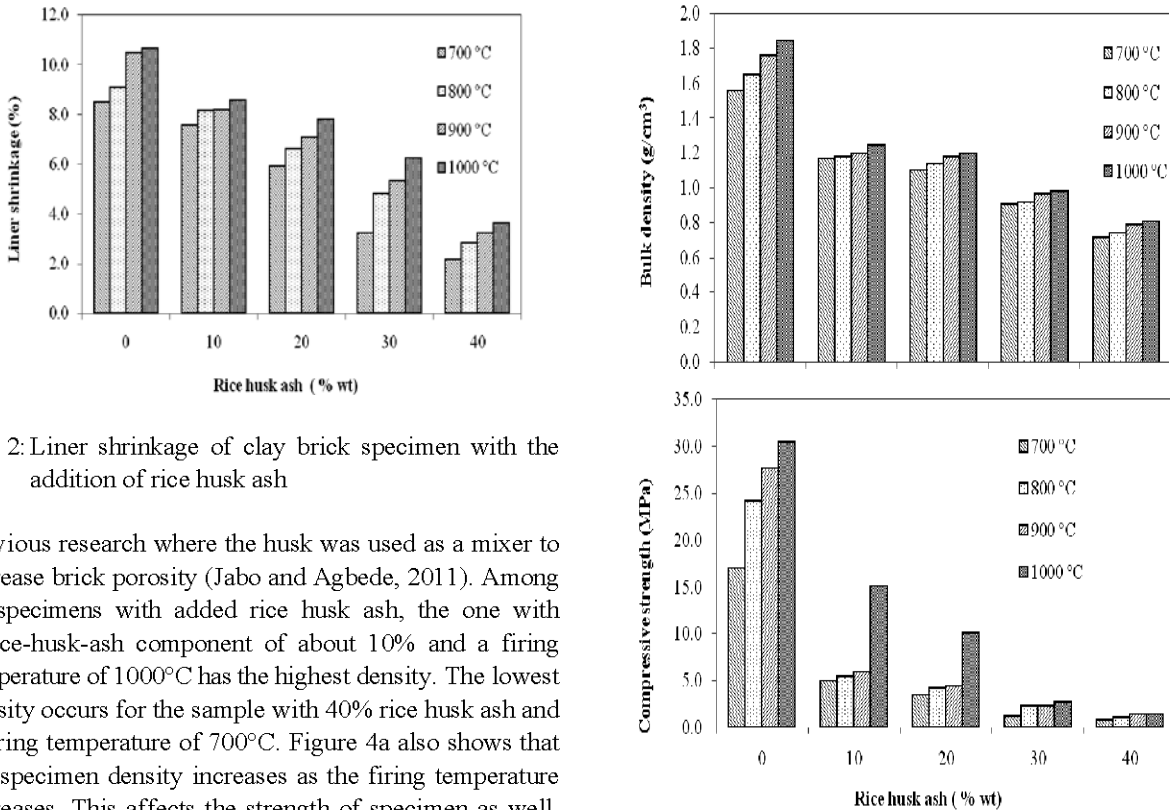 12.0
10.0
8.0
6.0
4.0
2.0
0.0
Liner shrinkage (%)
700 °C
800 °C
900 °C
1000 °C
0 10 20 30 40
Rice husk ash ( % wt)
2: Liner shrinkage of clay brick specimen with the
addition of rice husk ash
vious research where the husk was used as a mixer to
rease brick porosity (Jabo and Agbede, 2011). Among
specimens with added rice husk ash, the one with
ice-husk-ash component of about 10% and a firing
perature of 1000°C has the highest density. The lowest
sity occurs for the sample with 40% rice husk ash and
ring temperature of 700°C. Figure 4a also shows that
specimen density increases as the firing temperature
reases. This affects the strength of specimen as well.
2.0
1.8
1.6
1.4
1.2
1.0
0.8
0.6
0.4
0.2
0.0
Bulk density (g/cm³)
700 °C
800 °C
900 °C
1000 °C
35.0
30.0
25.0
20.0
15.0
10.0
5.0
0.0
Compressive strength (MPa)
700 °C
800 °C
900 °C
1000 °C
0 10 20 30 40
Rice husk ash ( % wt)